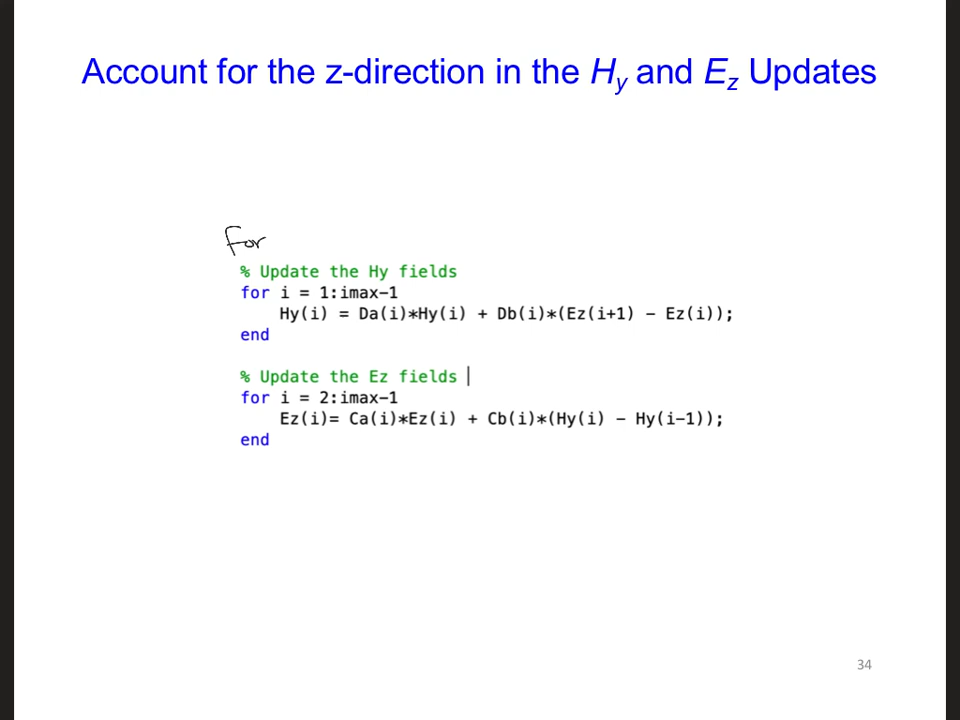 Account for the z-direction in the Hy and Ez Updates
For
% Update the Hy fields
for i = 1:imax-1
Hy(i) = Da(i)*Hy(i) + Db(i)*(Ez(i+1) - Ez(i));
end
% Update the Ez fields
for i = 2:imax-1
Ez(i)= Ca(i)*Ez(i) + Cb(i)*(Hy(i) - Hy(i-1));
end
34